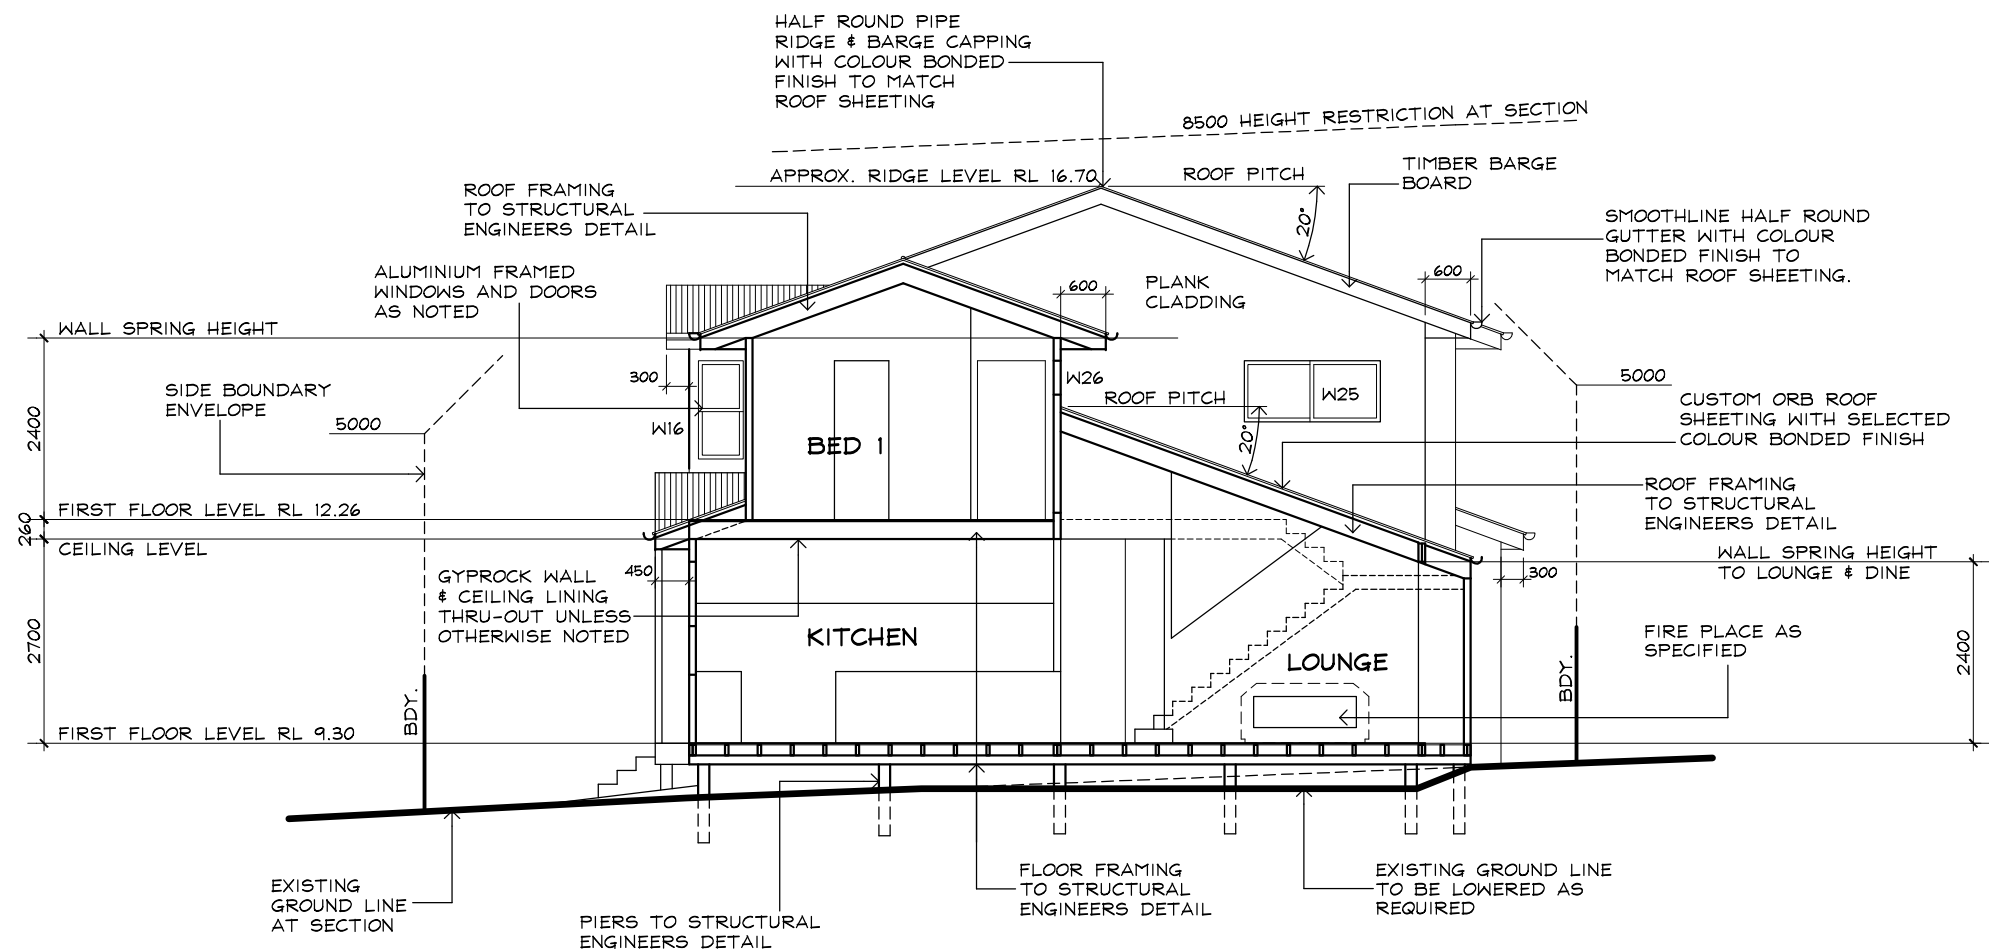 HALF ROUND PIPE
RIDGE & BARGE CAPPING
WITH COLOUR BONDED
FINISH TO MATCH
ROOF SHEETING
8500 HEIGHT RESTRICTION AT SECTION
APPROX. RIDGE LEVEL RL 16.70
ROOF PITCH
20°
TIMBER BARGE
BOARD
ROOF FRAMING
TO STRUCTURAL
ENGINEERS DETAIL
SMOOTHLINE HALF ROUND
GUTTER WITH COLOUR
BONDED FINISH TO
MATCH ROOF SHEETING.
ALUMINIUM FRAMED
WINDOWS AND DOORS
AS NOTED
600
PLANK
CLADDING
600
WALL SPRING HEIGHT
300
W26
W25
5000
SIDE BOUNDARY
ENVELOPE
5000
ROOF PITCH
20°
CUSTOM ORB ROOF
SHEETING WITH SELECTED
COLOUR BONDED FINISH
2400
W16
BED 1
ROOF FRAMING
TO STRUCTURAL
ENGINEERS DETAIL
FIRST FLOOR LEVEL RL 12.26
260
CEILING LEVEL
WALL SPRING HEIGHT
TO LOUNGE & DINE
450
300
GYPROCK WALL
& CEILING LINING
THRU-OUT UNLESS
OTHERWISE NOTED
KITCHEN
LOUNGE
FIRE PLACE AS
SPECIFIED
2700
2400
BDY.
BDY.
FIRST FLOOR LEVEL RL 9.30
EXISTING
GROUND LINE
AT SECTION
PIERS TO STRUCTURAL
ENGINEERS DETAIL
FLOOR FRAMING
TO STRUCTURAL
ENGINEERS DETAIL
EXISTING GROUND LINE
TO BE LOWERED AS
REQUIRED